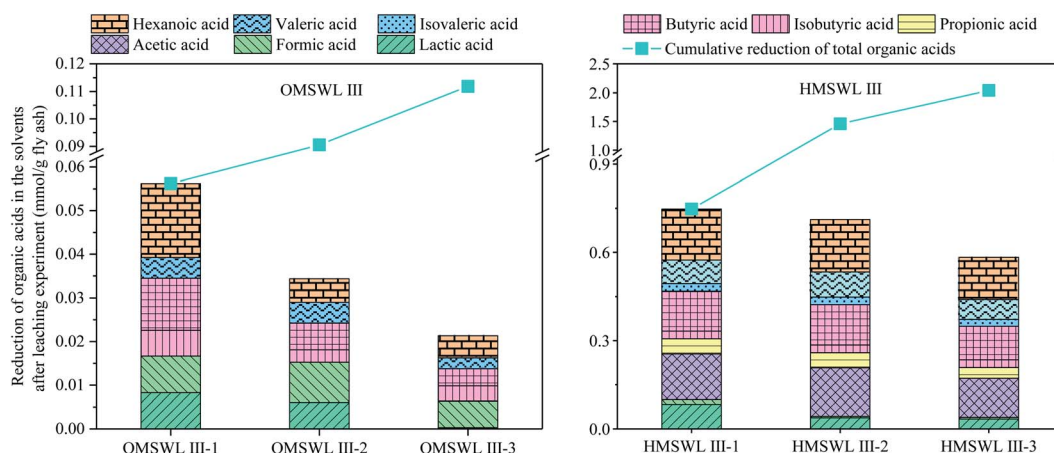 Hexanoic acid Valeric acid Isovaleric acid
Acetic acid Formic acid Lactic acid
Butyric acid Isobutyric acid Propionic acid
Cumulative reduction of total organic acids
Reduction of organic acids in the solvents
after leaching experiment (mmol/g fly ash)
0.12
0.11
0.10
0.09
0.06
0.05
0.04
0.03
0.02
0.01
0.00
OMSWL III
OMSWL III-1 OMSWL III-2 OMSWL III-3
2.5
2.0
1.5
1.0
0.9
0.6
0.3
0.0
HMSWL III
HMSWL III-1 HMSWL III-2 HMSWL III-3